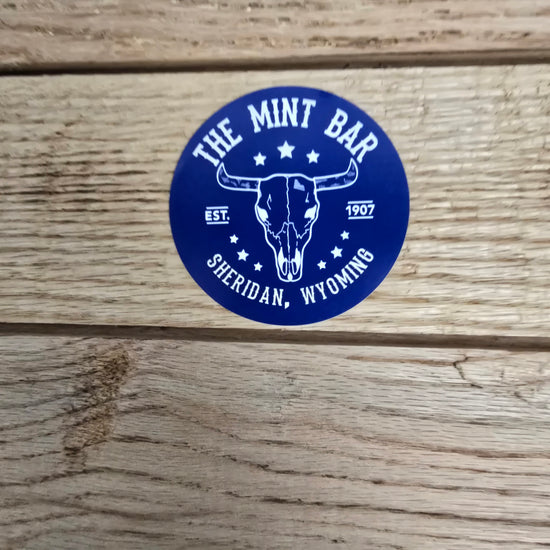 THE MINT BAR
EST. 1907
SHERIDAN, WYOMING